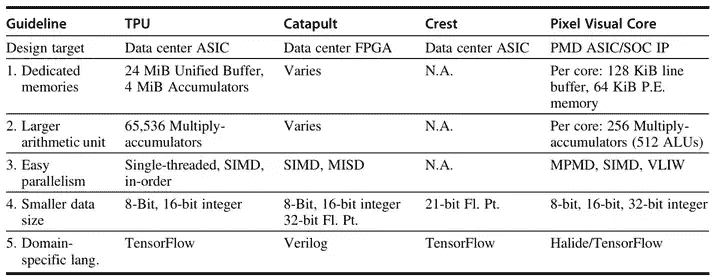 Guideline TPU Catapult Crest Pixel Visual Core
Design target Data center ASIC Data center FPGA Data center ASIC PMD ASIC/SOC IP
1. Dedicated 24 MiB Unified Buffer, Varies N.A. Per core: 128 KiB line
memories 4 MiB Accumulators buffer, 64 KiB P.E.
memory
2. Larger 65,536 Multiply- Varies N.A. Per core: 256 Multiply-
arithmetic unit accumulators accumulators (512 ALUs)
3. Easy Single-threaded, SIMD, SIMD, MISD N.A. MPMD, SIMD, VLIW
parallelism in-order
4. Smaller data 8-Bit, 16-bit integer 8-Bit, 16-bit integer 21-bit Fl. Pt. 8-bit, 16-bit, 32-bit integer
size 32-bit Fl. Pt.
5. Domain- TensorFlow Verilog TensorFlow Halide/TensorFlow
specific lang.